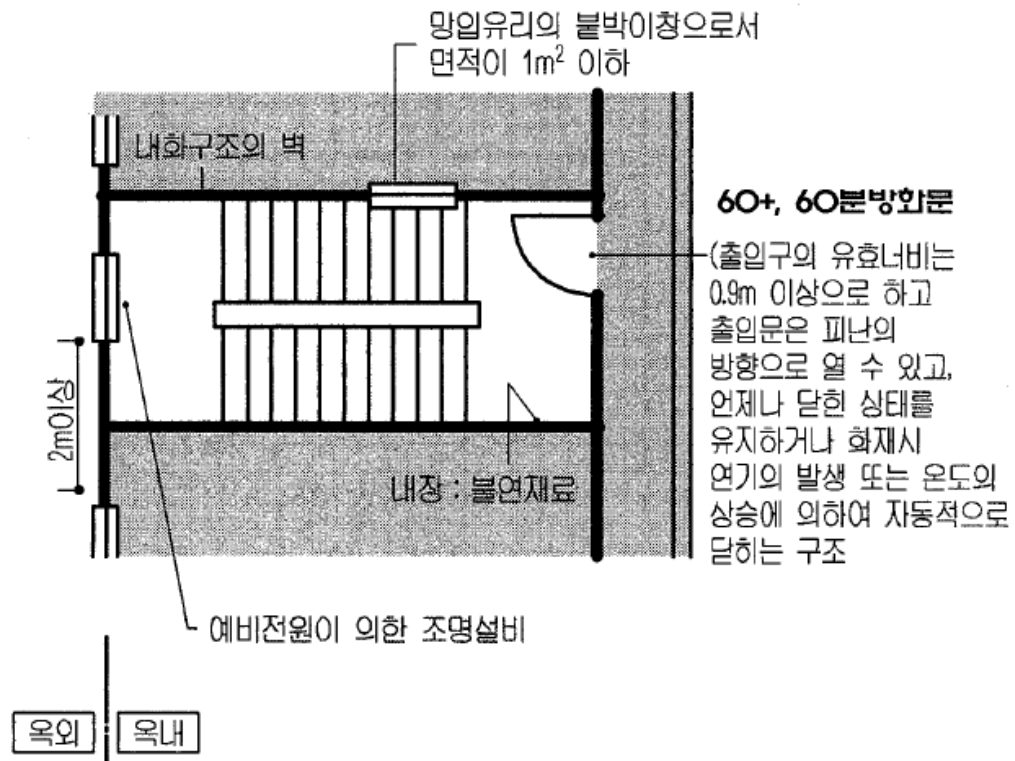 망입유리의 붙박이창으로서
면적이 1m² 이하
내화구조의 벽
60+, 60분방화문
(출입구의 유효너비는
0.9m 이상으로 하고
출입문은 피난의
방향으로 열 수 있고,
언제나 닫힌 상태를
유지하거나 화재시
연기의 발생 또는 온도의
상승에 의하여 자동적으로
닫히는 구조
2m이상
내장 : 불연재료
예비전원이 의한 조명설비
옥외
옥내